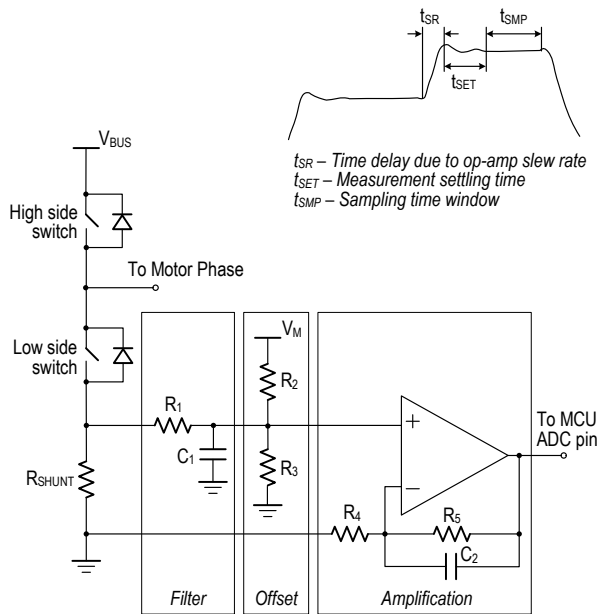 tSR
tSMP
tSET
tSR – Time delay due to op-amp slew rate
tSET – Measurement settling time
tSMP – Sampling time window
VBUS
High side
switch
To Motor Phase
Low side
switch
VM
R2
R1
C1
R3
RSHUNT
+
−
To MCU
ADC pin
R4
R5
C2
Filter
Offset
Amplification